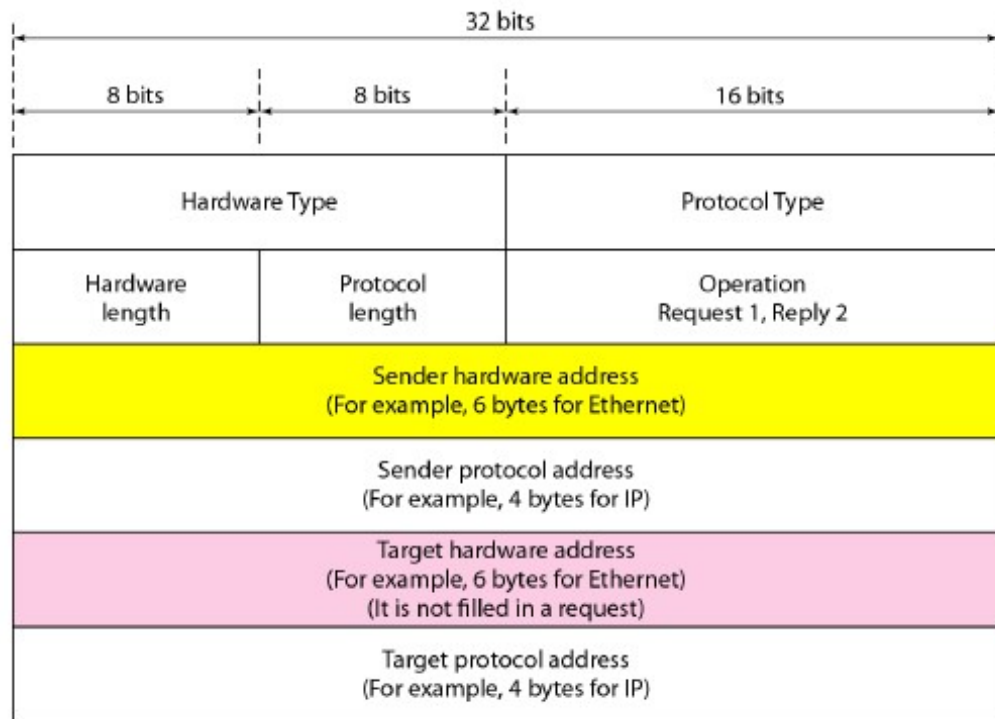 32 bits
8 bits
8 bits
16 bits
Hardware Type
Protocol Type
Hardware
length
Protocol
length
Operation
Request 1, Reply 2
Sender hardware address
(For example, 6 bytes for Ethernet)
Sender protocol address
(For example, 4 bytes for IP)
Target hardware address
(For example, 6 bytes for Ethernet)
(It is not filled in a request)
Target protocol address
(For example, 4 bytes for IP)